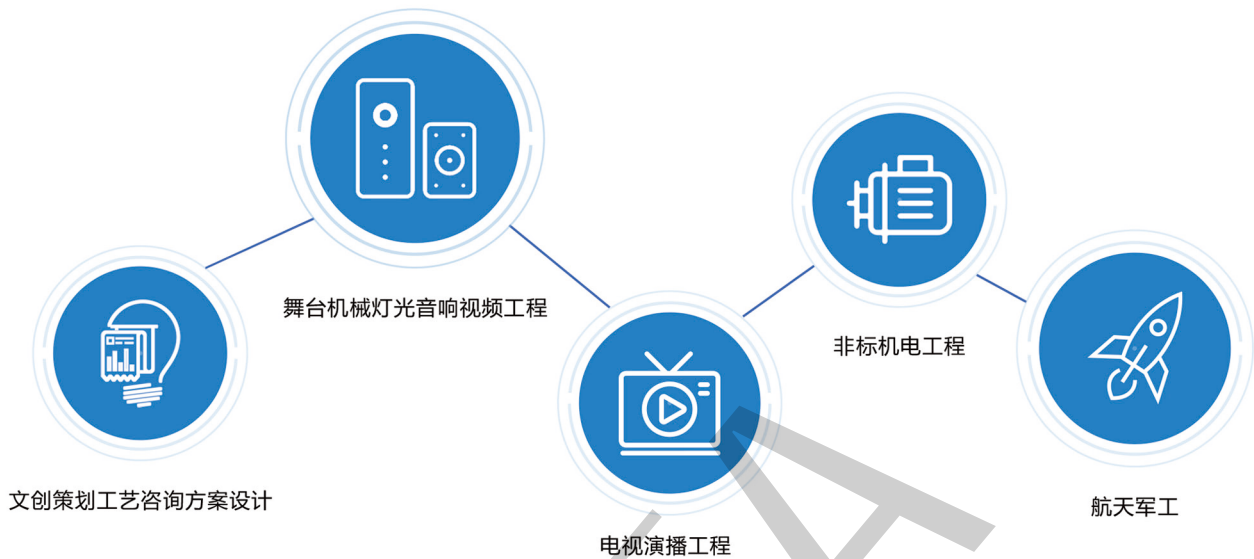 舞台机械灯光音响视频工程
非标机电工程
文创策划工艺咨询方案设计
航天军工
电视演播工程